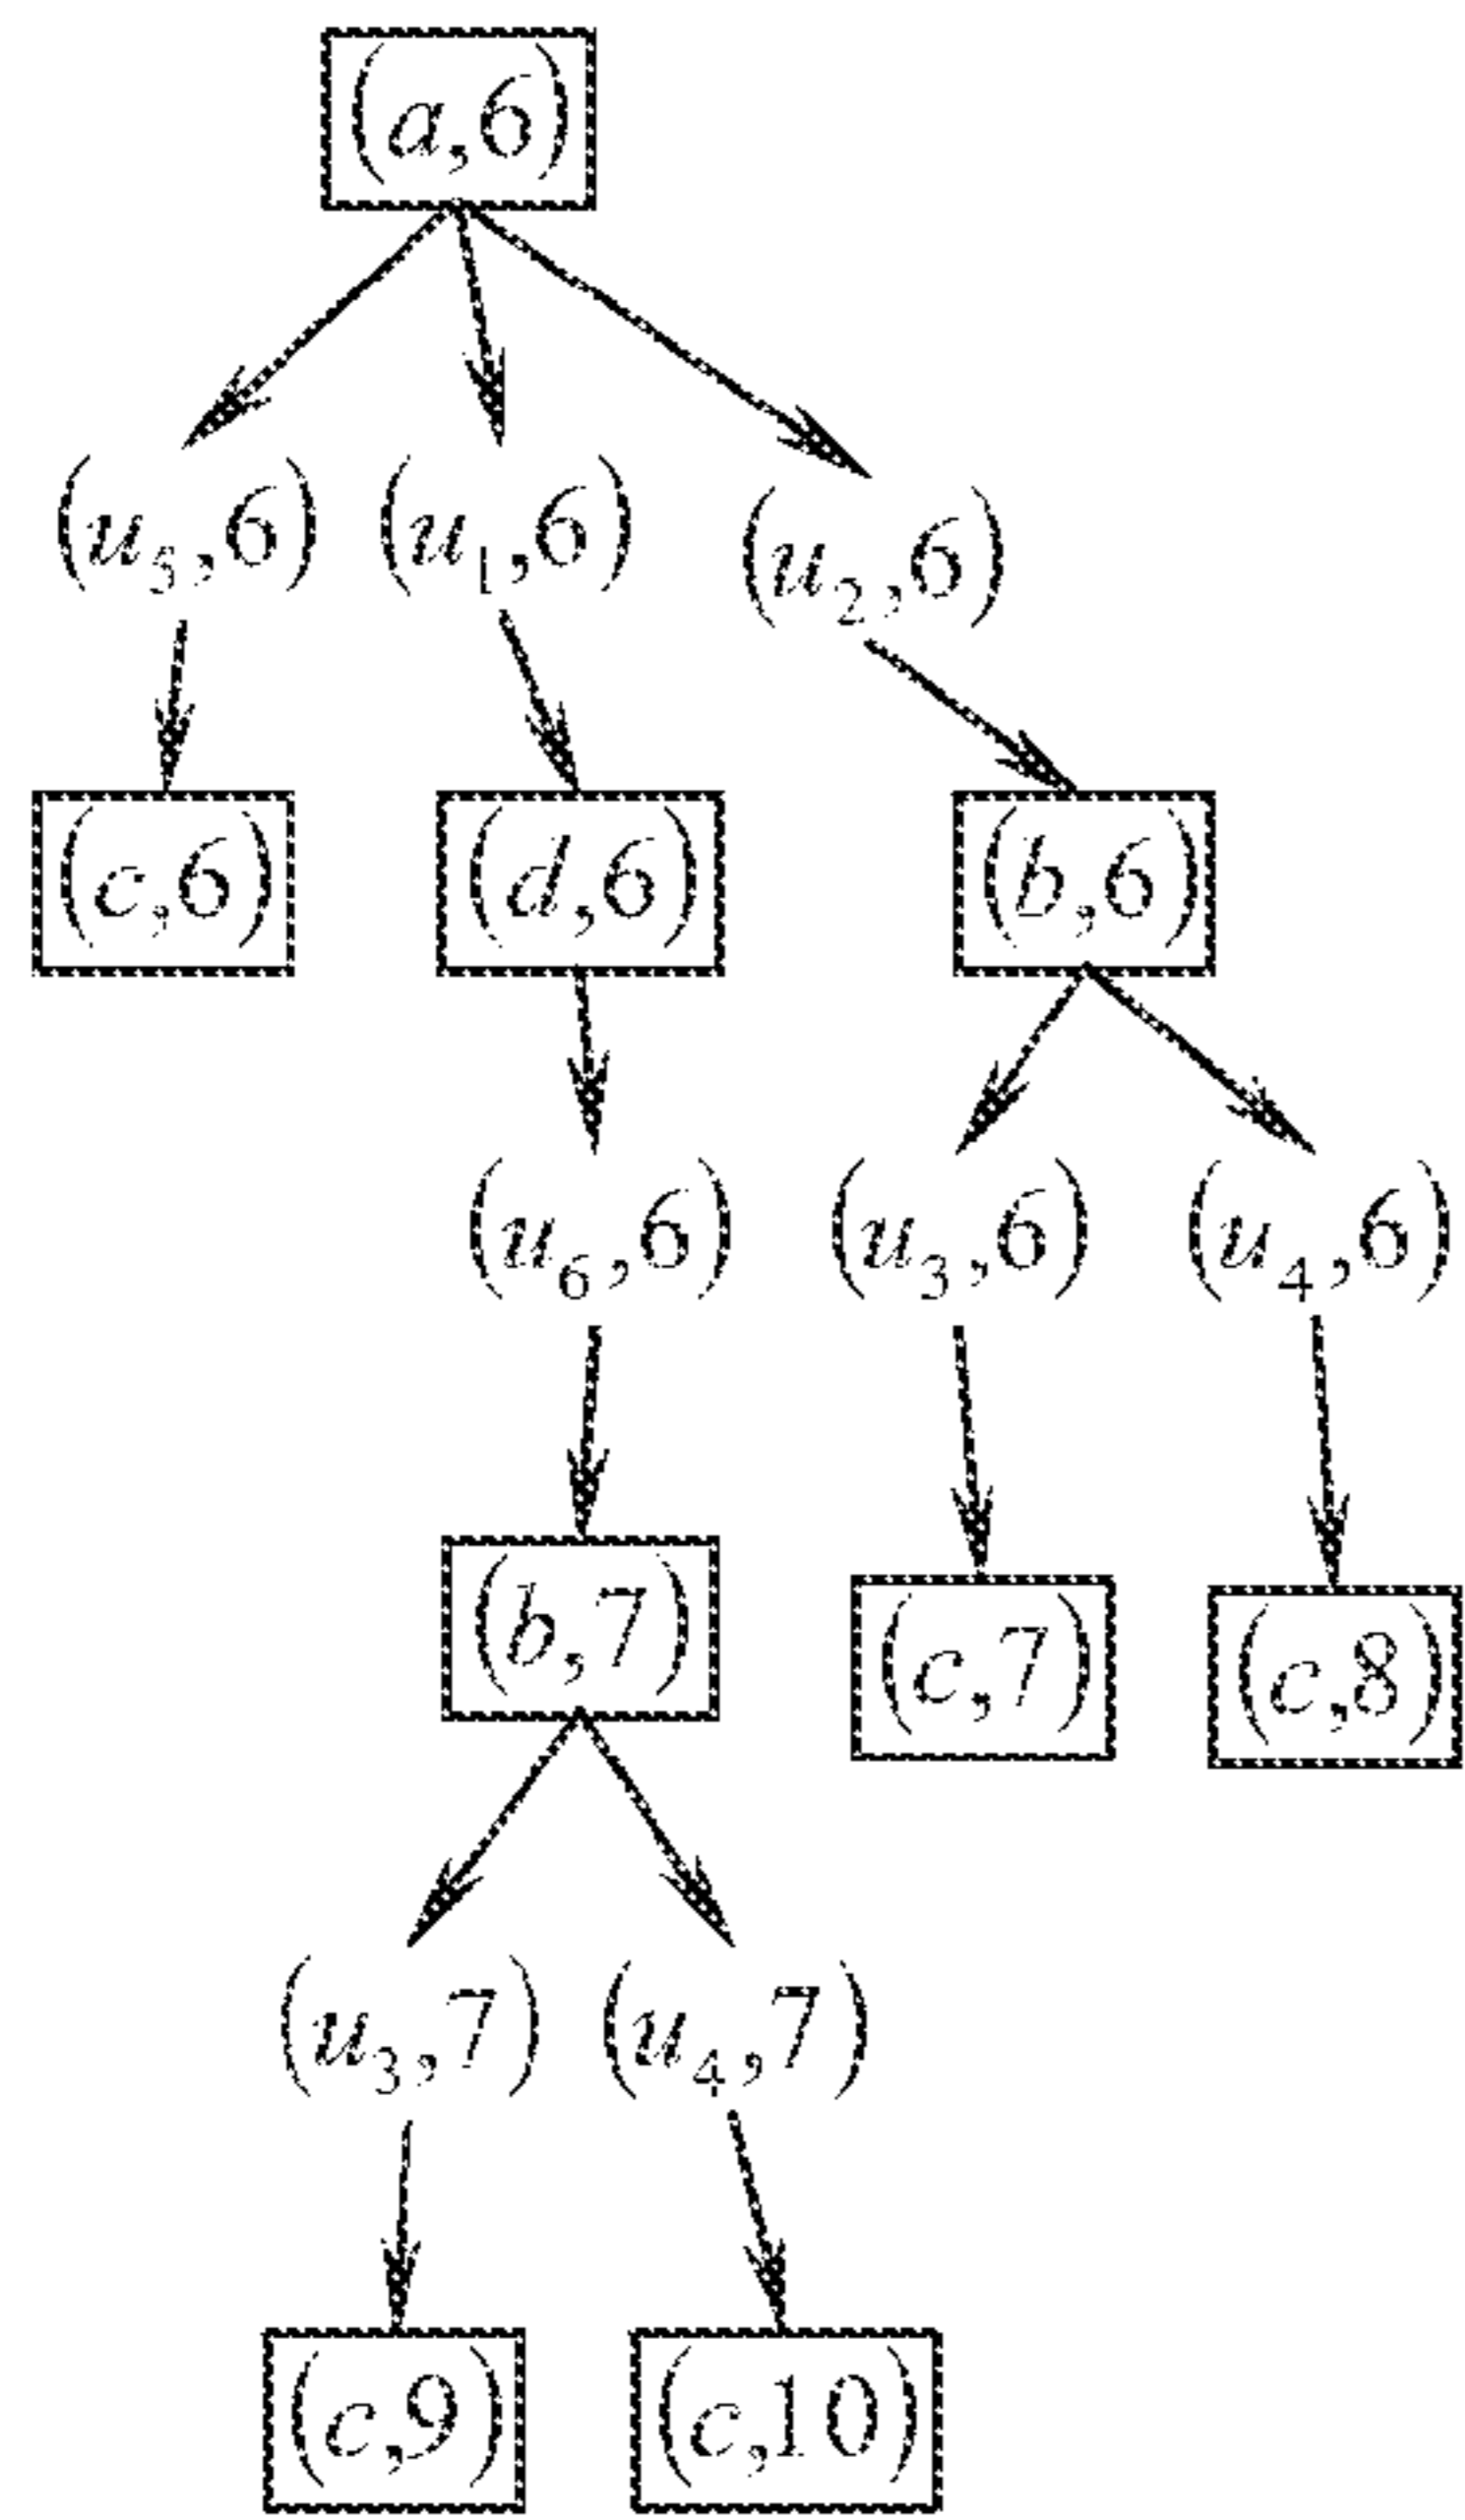 (a,6)
(u₅,6) (u₁,6) (u₂,6)
(c,6) (d,6) (b,6)
(u₆,6) (u₃,6) (u₄,6)
(b,7) (c,7) (c,8)
(u₃,7) (u₄,7)
(c,9) (c,10)